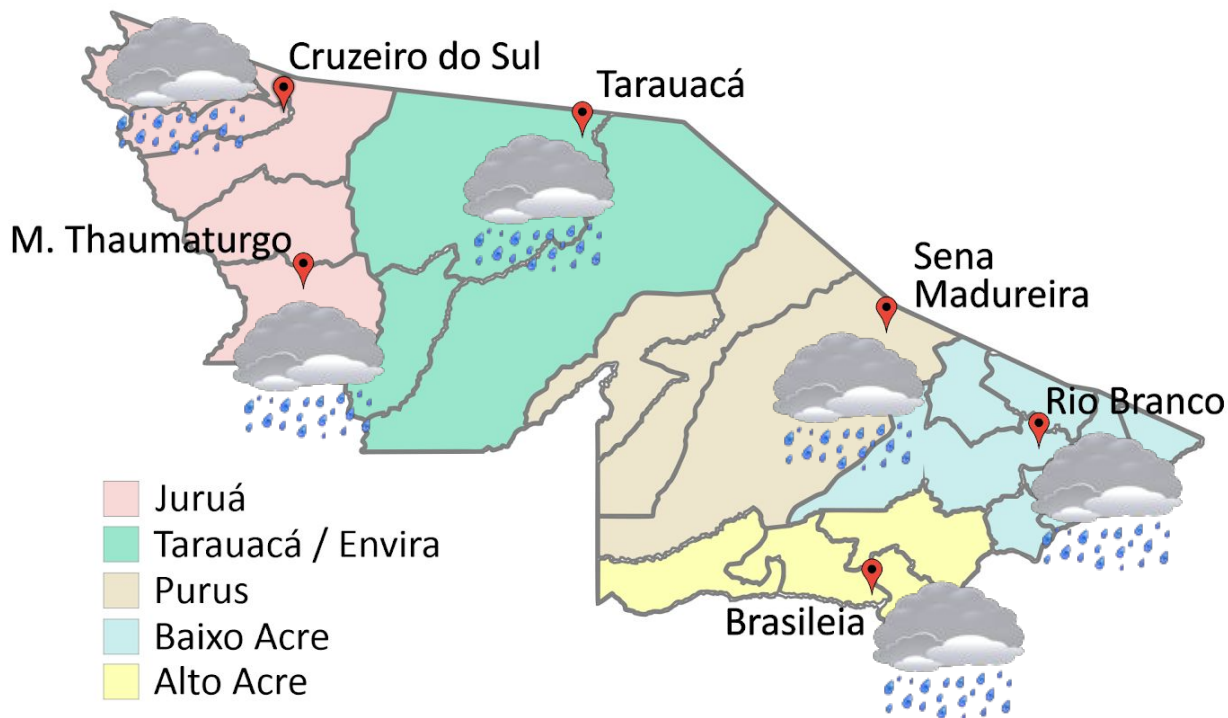 Cruzeiro do Sul
Tarauacá
M. Thaumaturgo
Sena
Madureira
Rio Branco
Brasileia
Juruá
Tarauacá / Envira
Purus
Baixo Acre
Alto Acre